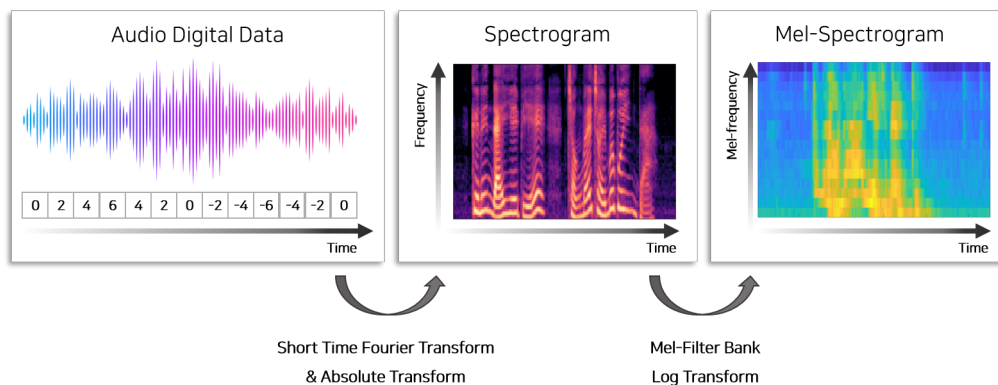 Audio Digital Data
0 2 4 6 4 2 0 -2 -4 -6 -4 -2 0
Time
Spectrogram
Frequency
Time
Mel-Spectrogram
Mel-frequency
Time
Short Time Fourier Transform
& Absolute Transform
Mel-Filter Bank
Log Transform